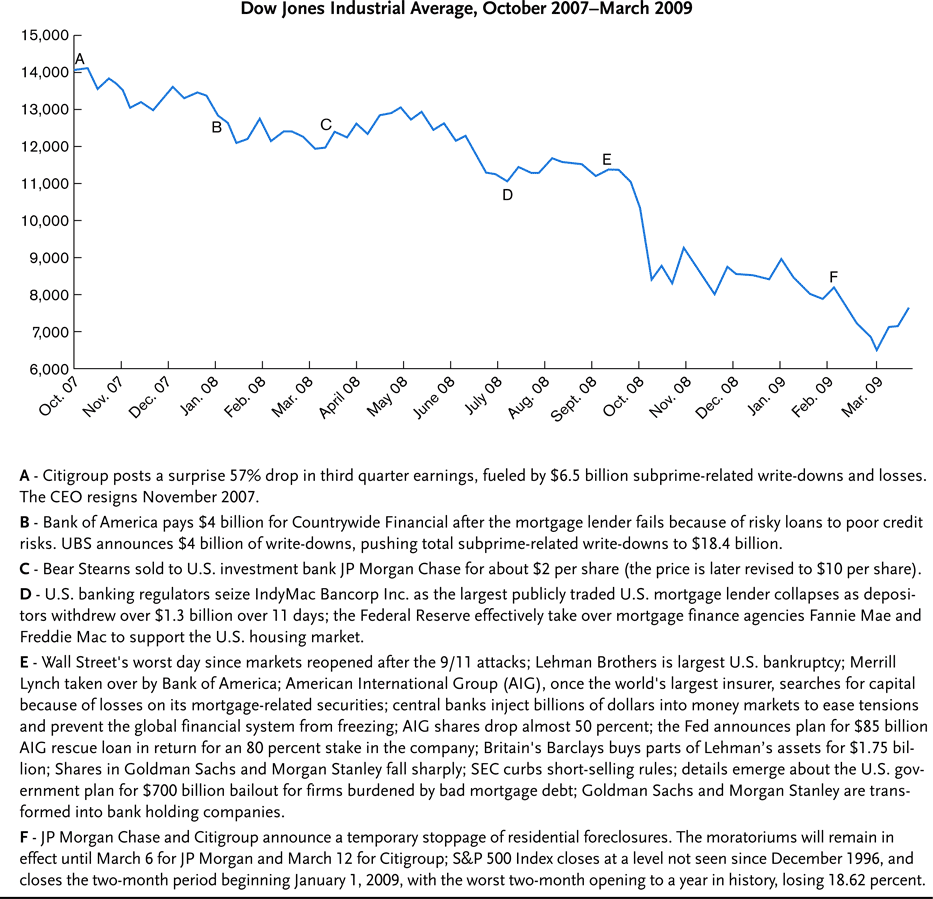 Dow Jones Industrial Average, October 2007–March 2009
15,000
14,000
13,000
12,000
11,000
10,000
9,000
8,000
7,000
6,000
A
B
C
D
E
F
Oct. 07
Nov. 07
Dec. 07
Jan. 08
Feb. 08
Mar. 08
April 08
May 08
June 08
July 08
Aug. 08
Sept. 08
Oct. 08
Nov. 08
Dec. 08
Jan. 09
Feb. 09
Mar. 09
A - Citigroup posts a surprise 57% drop in third quarter earnings, fueled by $6.5 billion subprime-related write-downs and losses.
The CEO resigns November 2007.
B - Bank of America pays $4 billion for Countrywide Financial after the mortgage lender fails because of risky loans to poor credit
risks. UBS announces $4 billion of write-downs, pushing total subprime-related write-downs to $18.4 billion.
C - Bear Stearns sold to U.S. investment bank JP Morgan Chase for about $2 per share (the price is later revised to $10 per share).
D - U.S. banking regulators seize IndyMac Bancorp Inc. as the largest publicly traded U.S. mortgage lender collapses as deposi-
tors withdrew over $1.3 billion over 11 days; the Federal Reserve effectively take over mortgage finance agencies Fannie Mae and
Freddie Mac to support the U.S. housing market.
E - Wall Street's worst day since markets reopened after the 9/11 attacks; Lehman Brothers is largest U.S. bankruptcy; Merrill
Lynch taken over by Bank of America; American International Group (AIG), once the world's largest insurer, searches for capital
because of losses on its mortgage-related securities; central banks inject billions of dollars into money markets to ease tensions
and prevent the global financial system from freezing; AIG shares drop almost 50 percent; the Fed announces plan for $85 billion
AIG rescue loan in return for an 80 percent stake in the company; Britain's Barclays buys parts of Lehman's assets for $1.75 bil-
lion; Shares in Goldman Sachs and Morgan Stanley fall sharply; SEC curbs short-selling rules; details emerge about the U.S. gov-
ernment plan for $700 billion bailout for firms burdened by bad mortgage debt; Goldman Sachs and Morgan Stanley are trans-
formed into bank holding companies.
F - JP Morgan Chase and Citigroup announce a temporary stoppage of residential foreclosures. The moratoriums will remain in
effect until March 6 for JP Morgan and March 12 for Citigroup; S&P 500 Index closes at a level not seen since December 1996, and
closes the two-month period beginning January 1, 2009, with the worst two-month opening to a year in history, losing 18.62 percent.